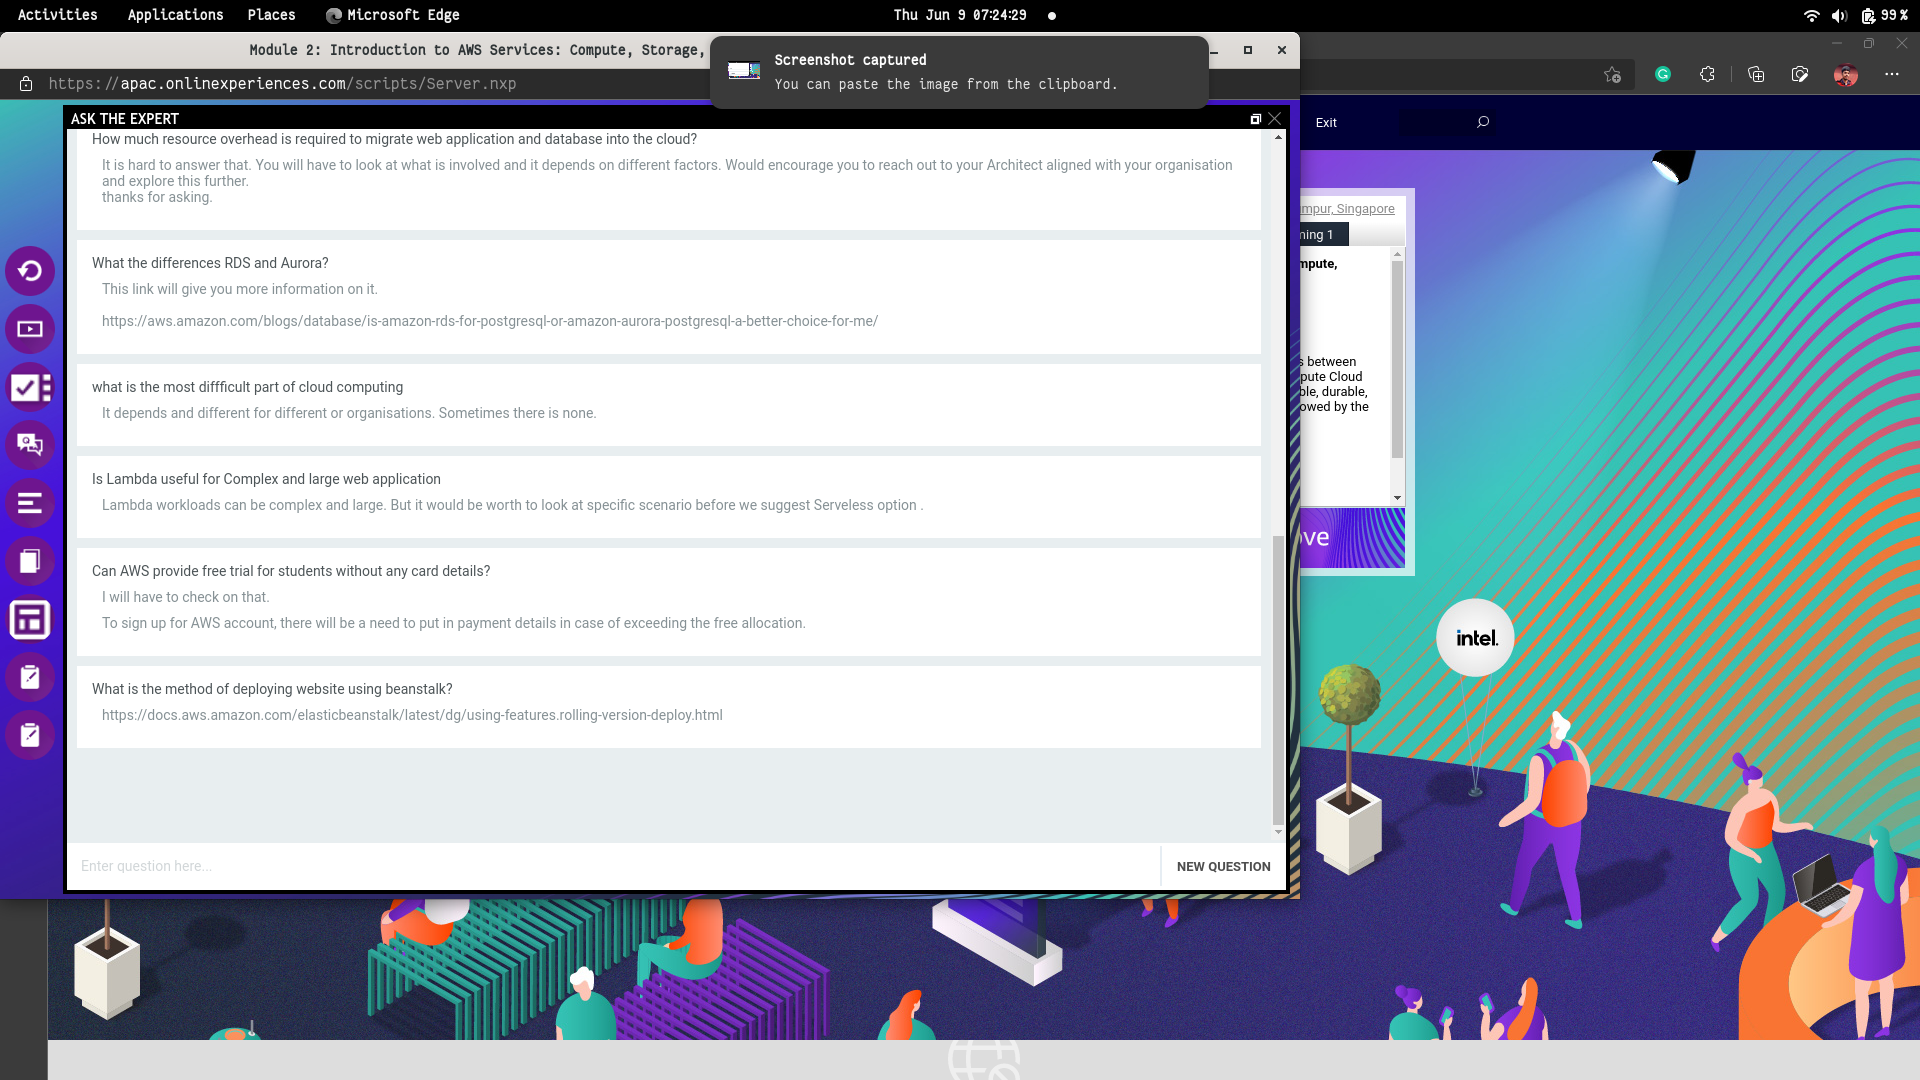 Activities Applications Places Microsoft Edge Thu Jun 9 07:24:29 99%
Module 2: Introduction to AWS Services: Compute, Storage,
Screenshot captured
You can paste the image from the clipboard.
https://apac.onlinexperiences.com/scripts/Server.nxp
ASK THE EXPERT
How much resource overhead is required to migrate web application and database into the cloud?
It is hard to answer that. You will have to look at what is involved and it depends on different factors. Would encourage you to reach out to your Architect aligned with your organisation
and explore this further.
thanks for asking.
What the differences RDS and Aurora?
This link will give you more information on it.
https://aws.amazon.com/blogs/database/is-amazon-rds-for-postgresql-or-amazon-aurora-postgresql-a-better-choice-for-me/
what is the most diffficult part of cloud computing
It depends and different for different or organisations. Sometimes there is none.
Is Lambda useful for Complex and large web application
Lambda workloads can be complex and large. But it would be worth to look at specific scenario before we suggest Serveless option .
Can AWS provide free trial for students without any card details?
I will have to check on that.
To sign up for AWS account, there will be a need to put in payment details in case of exceeding the free allocation.
What is the method of deploying website using beanstalk?
https://docs.aws.amazon.com/elasticbeanstalk/latest/dg/using-features.rolling-version-deploy.html
Enter question here...
NEW QUESTION
Exit
mpur, Singapore
ning 1
mpute,
s between
pute Cloud
ble, durable,
owed by the
ove
intel.